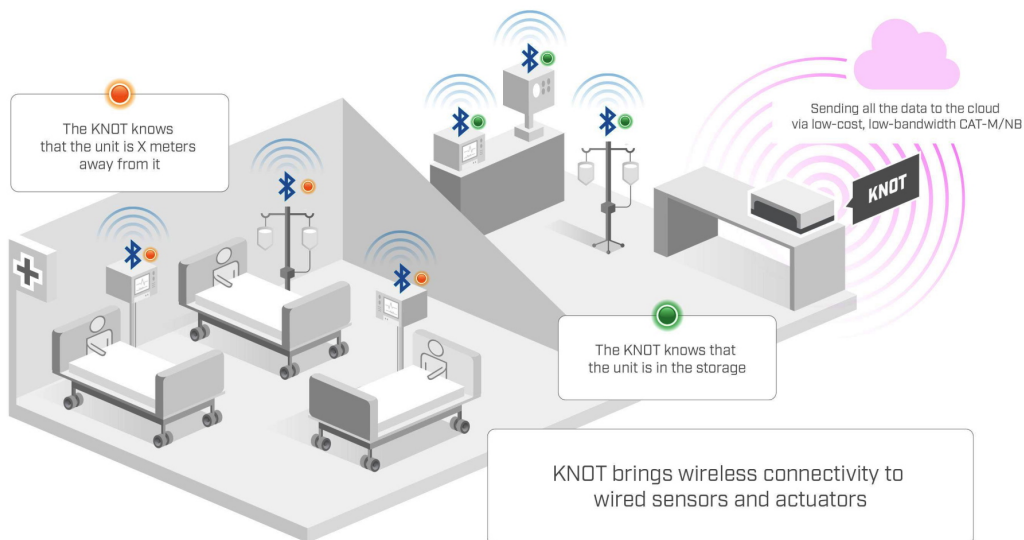 The KNOT knows
that the unit is X meters
away from it
Sending all the data to the cloud
via low-cost, low-bandwidth CAT-M/NB
KNOT
The KNOT knows that
the unit is in the storage
KNOT brings wireless connectivity to
wired sensors and actuators